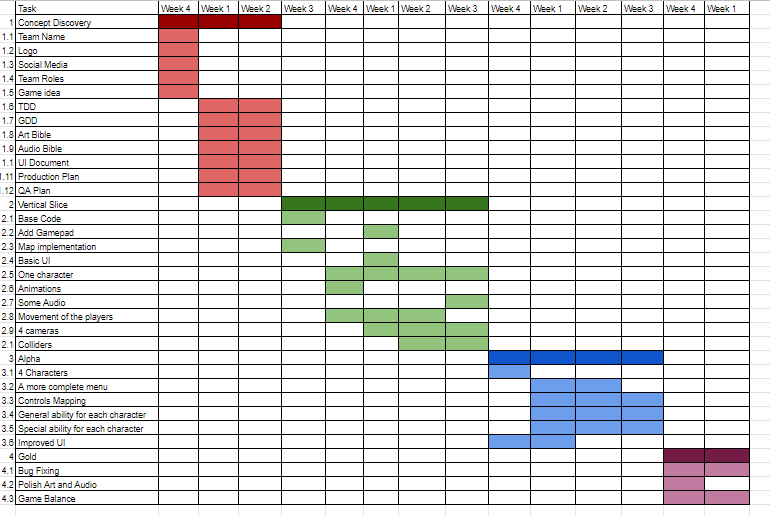 Task Week 4 Week 1 Week 2 Week 3 Week 4 Week 1 Week 2 Week 3 Week 4 Week 1 Week 2 Week 3 Week 4 Week 1
1 Concept Discovery
1.1 Team Name
1.2 Logo
1.3 Social Media
1.4 Team Roles
1.5 Game idea
1.6 TDD
1.7 GDD
1.8 Art Bible
1.9 Audio Bible
1.1 UI Document
1.11 Production Plan
1.12 QA Plan
2 Vertical Slice
2.1 Base Code
2.2 Add Gamepad
2.3 Map implementation
2.4 Basic UI
2.5 One character
2.6 Animations
2.7 Some Audio
2.8 Movement of the players
2.9 4 cameras
2.1 Colliders
3 Alpha
3.1 4 Characters
3.2 A more complete menu
3.3 Controls Mapping
3.4 General ability for each character
3.5 Special ability for each character
3.6 Improved UI
4 Gold
4.1 Bug Fixing
4.2 Polish Art and Audio
4.3 Game Balance